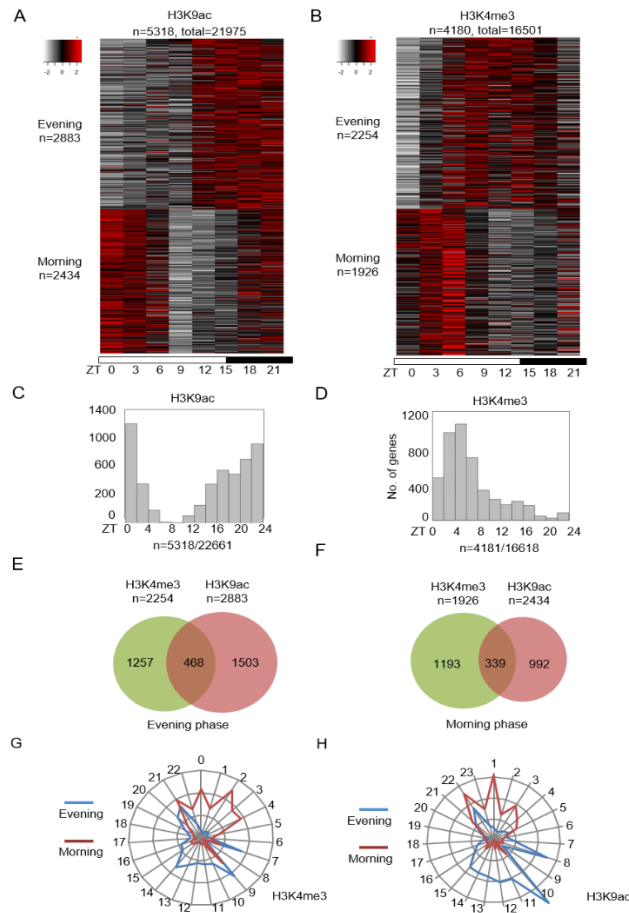 A
H3K9ac
n=5318, total=21975
-2 0 2
Evening
n=2883
Morning
n=2434
ZT 0 3 6 9 12 15 18 21
B
H3K4me3
n=4180, total=16501
-2 0 2
Evening
n=2254
Morning
n=1926
ZT 0 3 6 9 12 15 18 21
C
H3K9ac
1400
1000
600
200
0
ZT 0 4 8 12 16 20 24
n=5318/22661
D
H3K4me3
No. of genes
1200
800
400
0
ZT 0 4 8 12 16 20 24
n=4181/16618
E
H3K4me3 H3K9ac
n=2254 n=2883
1257 468 1503
Evening phase
F
H3K4me3 H3K9ac
n=1926 n=2434
1193 339 992
Morning phase
G
Evening
Morning
0 1 2 3 4 5 6 7 8 9 10 11 12 13 14 15 16 17 18 19 20 21 22
H3K4me3
H
Evening
Morning
1 2 3 4 5 6 7 8 9 10 11 12 13 14 15 16 17 18 19 20 21 22 23
H3K9ac